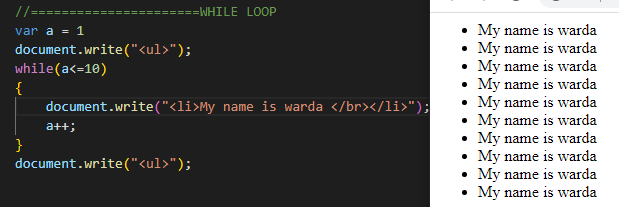 //======================WHILE LOOP
var a = 1
document.write("<ul>");
while(a<=10)
{
document.write("<li>My name is warda </br></li>");
a++;
}
document.write("<ul>");
• My name is warda
• My name is warda
• My name is warda
• My name is warda
• My name is warda
• My name is warda
• My name is warda
• My name is warda
• My name is warda
• My name is warda